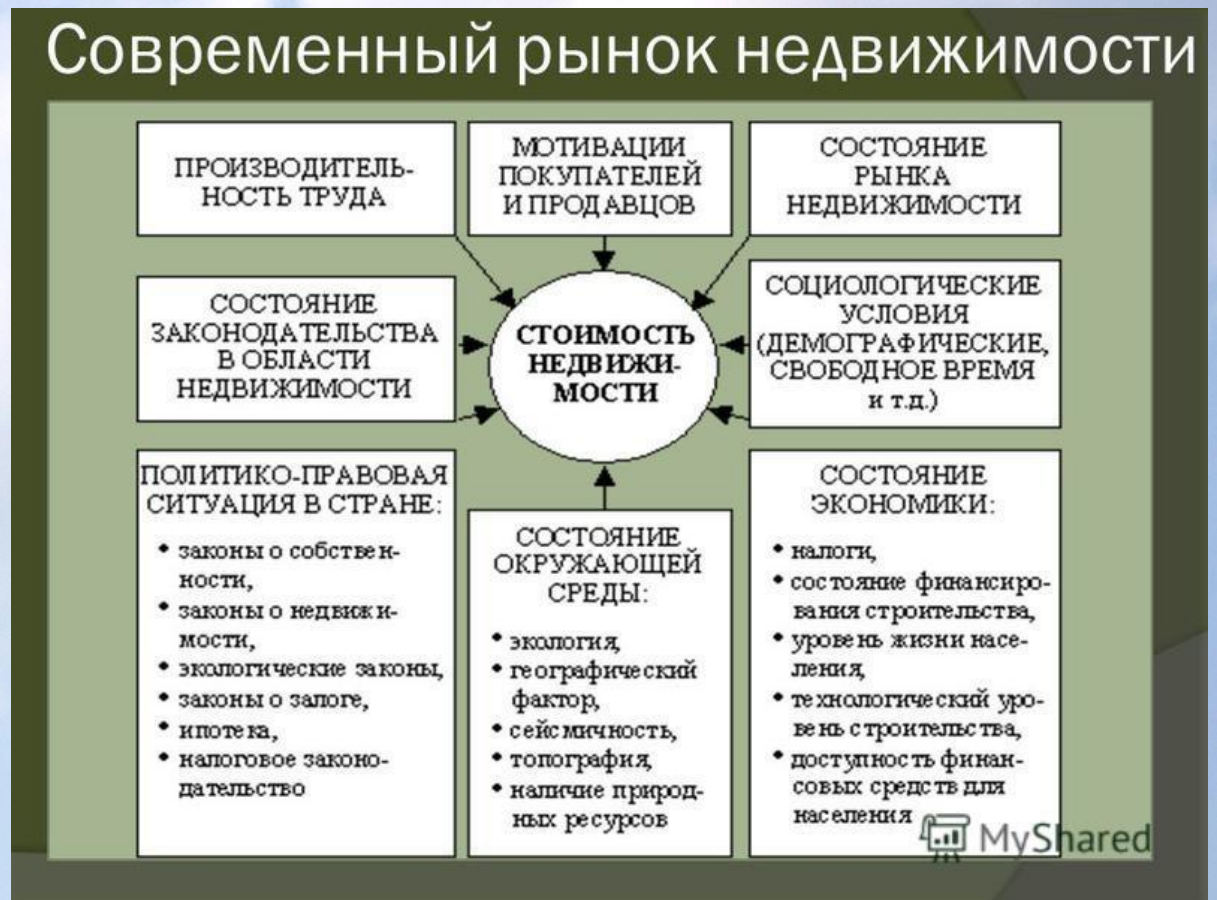 Современный рынок недвижимости
ПРОИЗВОДИТЕЛЬ-
НОСТЬ ТРУДА
МОТИВАЦИИ
ПОКУПАТЕЛЕЙ
И ПРОДАВЦОВ
СОСТОЯНИЕ
РЫНКА
НЕДВИЖИМОСТИ
СОСТОЯНИЕ
ЗАКОНОДАТЕЛЬСТВА
В ОБЛАСТИ
НЕДВИЖИМОСТИ
СТОИМОСТЬ
НЕДВИЖИ-
МОСТИ
СОЦИОЛОГИЧЕСКИЕ
УСЛОВИЯ
(ДЕМОГРАФИЧЕСКИЕ,
СВОБОДНОЕ ВРЕМЯ
и т.д.)
ПОЛИТИКО-ПРАВОВАЯ
СИТУАЦИЯ В СТРАНЕ:
• законы о собствен-
ности,
• законы о недвижи-
мости,
• экологические законы,
• законы о залоге,
• ипотека,
• налоговое законо-
дательство
СОСТОЯНИЕ
ОКРУЖАЮЩЕЙ
СРЕДЫ:
• экология,
• географический
фактор,
• сейсмичность,
• топография,
• наличие природ-
ных ресурсов
СОСТОЯНИЕ
ЭКОНОМИКИ:
• налоги,
• состояние финансиро-
вания строительства,
• уровень жизни насе-
ления,
• технологический уро-
вень строительства,
• доступность финан-
совых средств для
населения
MyShared